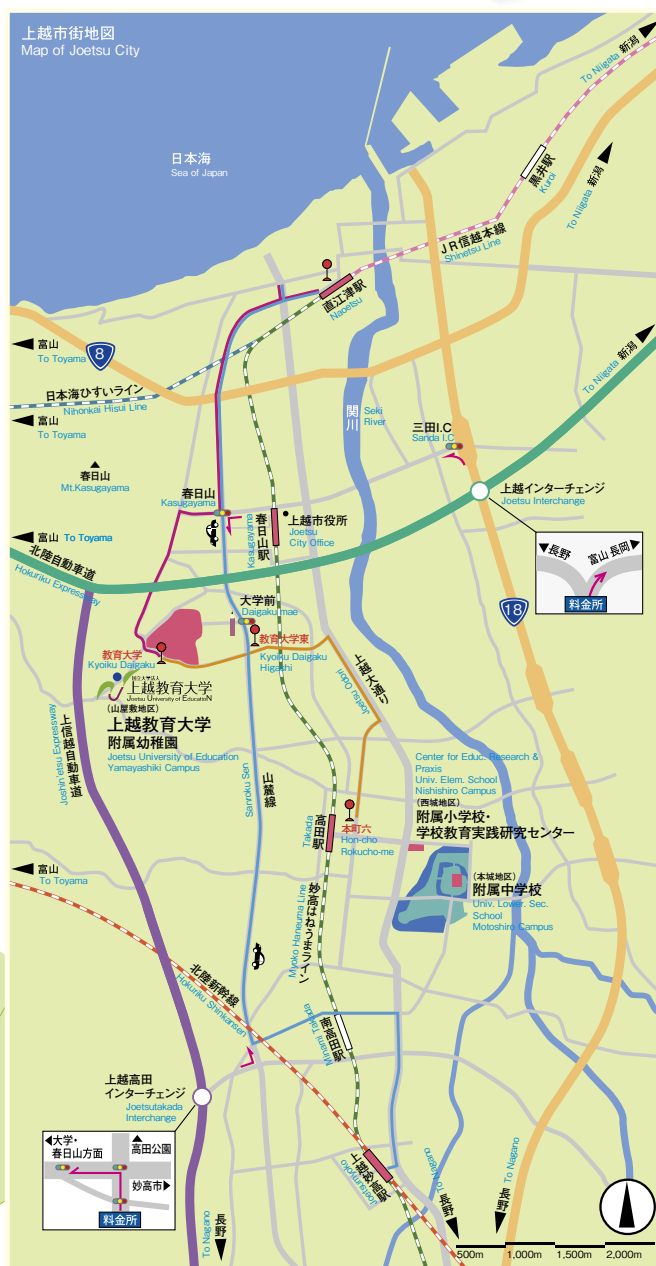 上越市街地図
Map of Joetsu City
日本海
Sea of Japan
To Niigata 新潟
黒井駅
Kuroi
To Niigata 新潟
JR信越本線
Shinetsu Line
直江津駅
Naoetsu
富山
To Toyama
8
日本海ひすいライン
Nihonkai Hisui Line
To Niigata 新潟
富山
To Toyama
関川
Seki
River
三田I.C
Sanda I.C
春日山
Mt.Kasugayama
春日山
Kasugayama
上越インターチェンジ
Joetsu Interchange
春日山駅
Kasugayama
上越市役所
Joetsu
City Office
富山 To Toyama
北陸自動車道
Hokuriku Expressway
長野
富山 長岡
料金所
18
大学前
Daigaku mae
教育大学
Kyoiku Daigaku
教育大学東
Kyoiku Daigaku
Higashi
上越大通り
Joetsu Odori
国立大学法人
上越教育大学
Joetsu University of Education
(山屋敷地区)
上越教育大学
附属幼稚園
Joetsu University of Education
Yamayashiki Campus
上信越自動車道
Joshin'etsu Expressway
山麓線
Sanroku Sen
Center for Educ. Research &
Praxis
Univ. Elem. School
Nishishiro Campus
(西城地区)
附属小学校・
学校教育実践研究センター
高田駅
Takada
本町六
Hon-cho
Rokucho-me
富山
To Toyama
(本城地区)
附属中学校
Univ. Lower. Sec.
School
Motoshiro Campus
妙高はねうまライン
Myoko Haneuma Line
北陸新幹線
Hokuriku Shinkansen
南高田駅
Minami Takada
上越高田
インターチェンジ
Joetsutakada
Interchange
大学・
春日山方面
高田公園
妙高市
料金所
上越妙高駅
Joetsumyoko
To Nagano
長野
To Nagano
長野
To Nagano
長野
500m 1,000m 1,500m 2,000m